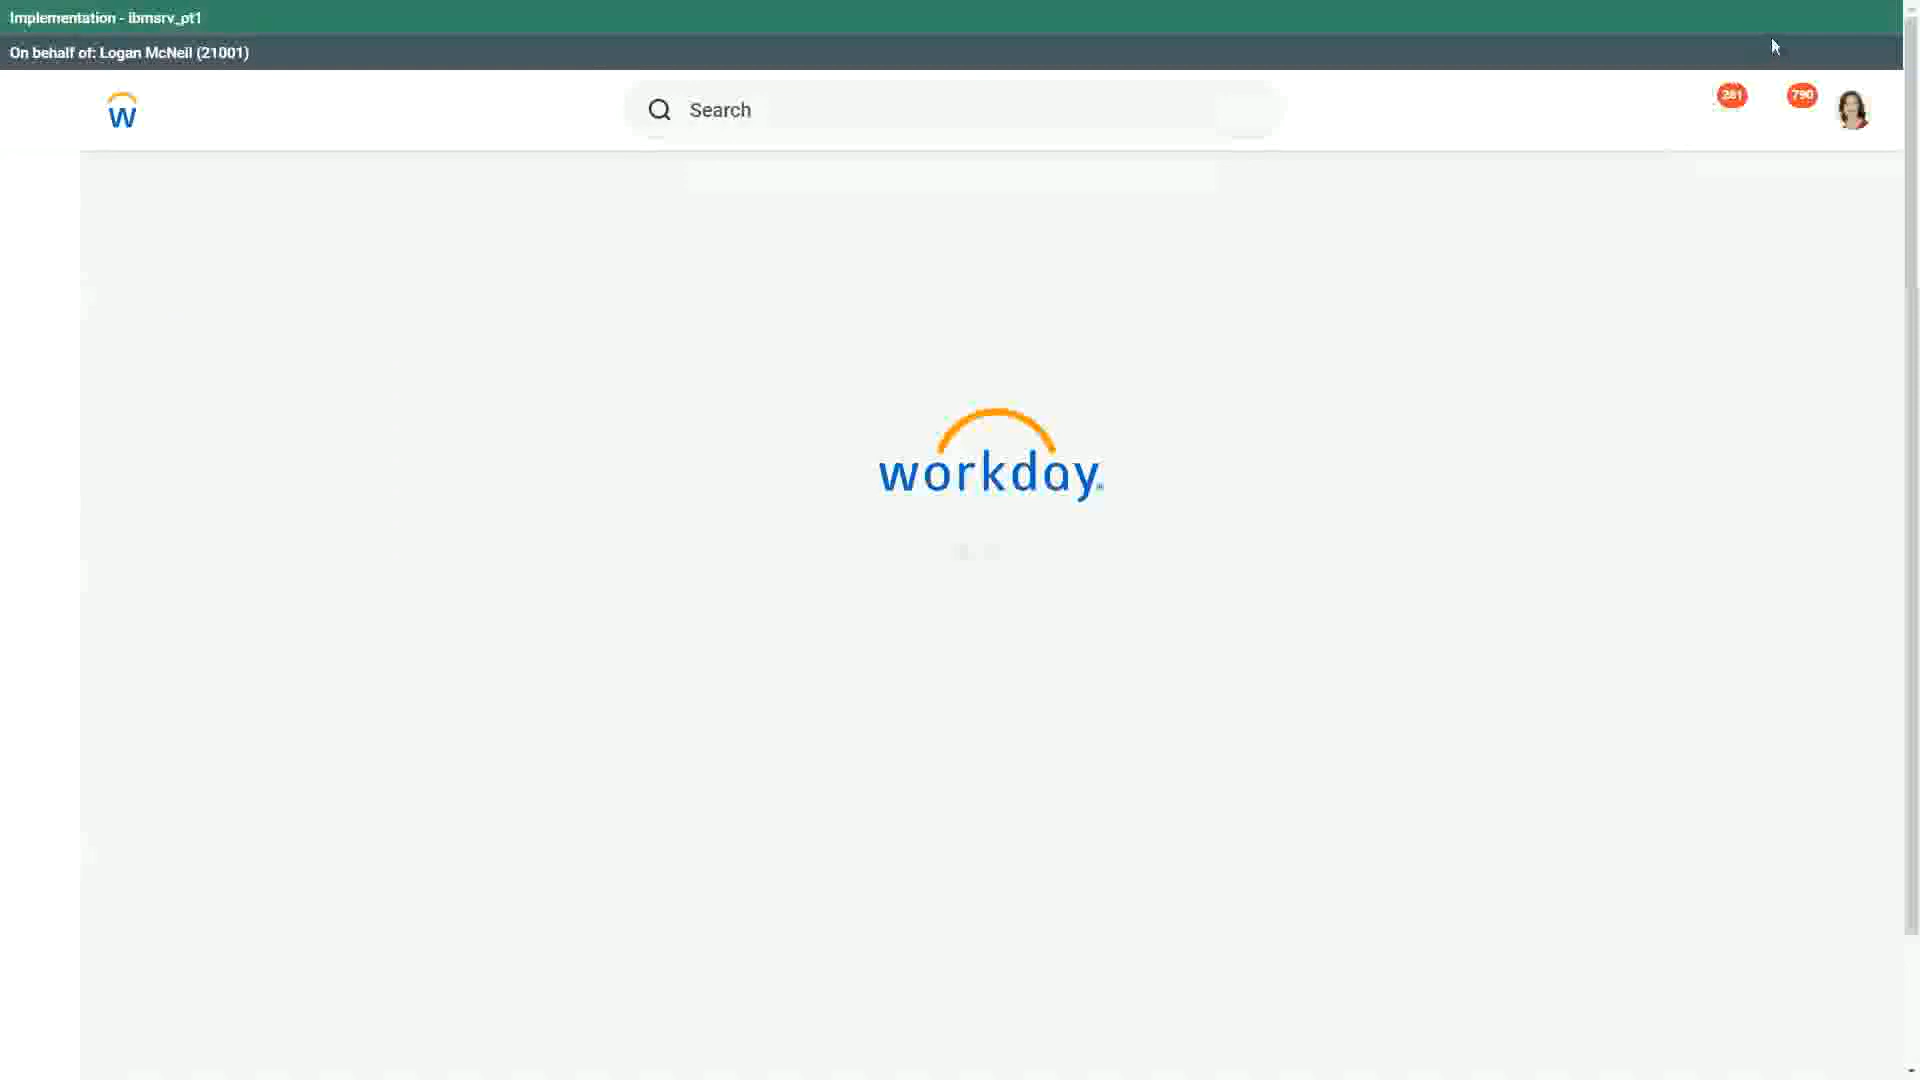 Implementation - ibmsrv_pt1
On behalf of: Logan McNeil (21001)
W
Search
281
790
workday.